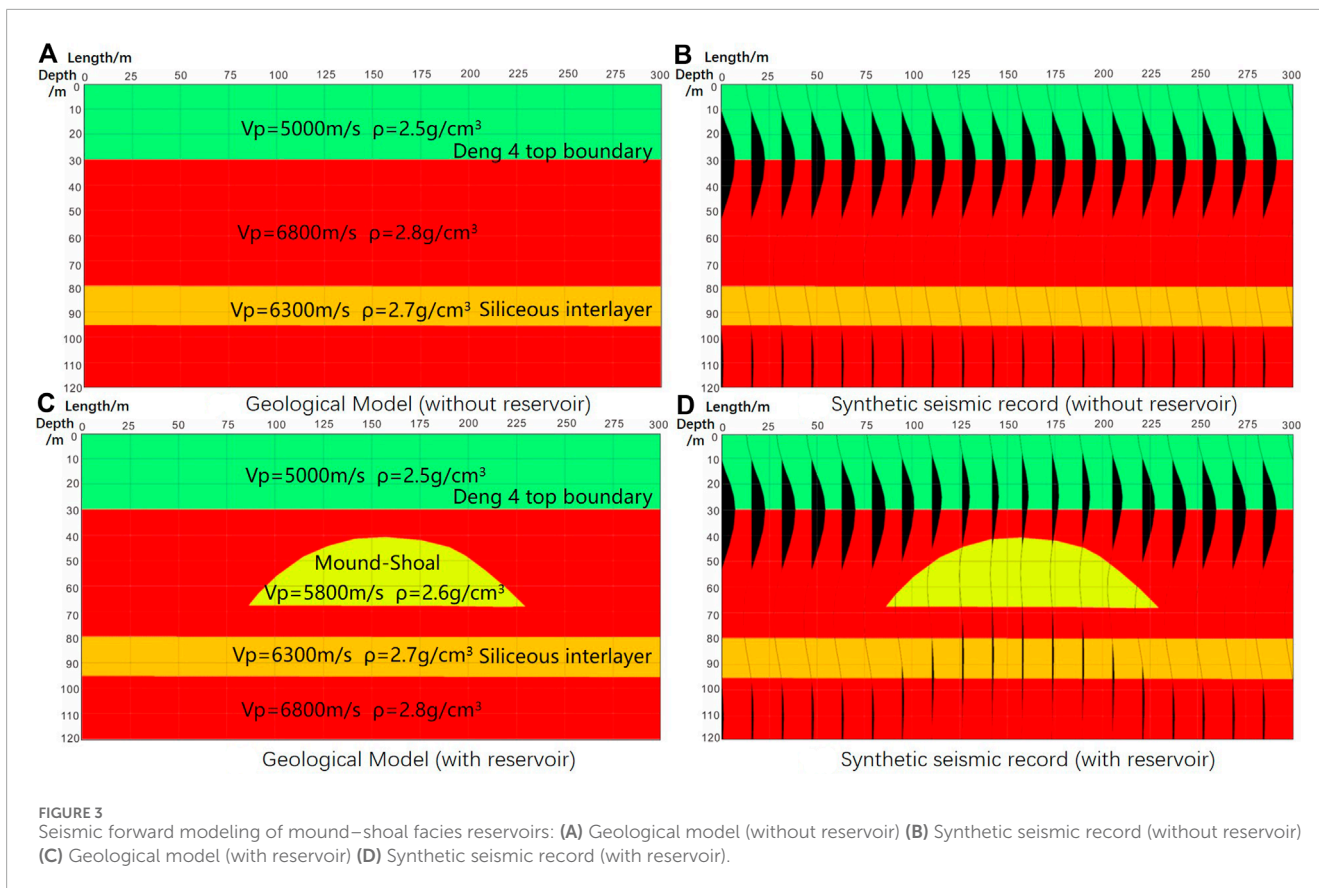 A Length/m
Depth 0 25 50 75 100 125 150 175 200 225 250 275 300
/m
0
10
Vp=5000m/s ρ=2.5g/cm³
20
Deng 4 top boundary
30
40
50
Vp=6800m/s ρ=2.8g/cm³
60
70
80
Vp=6300m/s ρ=2.7g/cm³ Siliceous interlayer
90
100
110
120
Geological Model (without reservoir)
B Length/m
Depth 0 25 50 75 100 125 150 175 200 225 250 275 300
/m
0
10
20
30
40
50
60
70
80
90
100
110
120
Synthetic seismic record (without reservoir)
C Length/m
Depth 0 25 50 75 100 125 150 175 200 225 250 275 300
/m
0
10
Vp=5000m/s ρ=2.5g/cm³
20
Deng 4 top boundary
30
40
50
Mound-Shoal
60
Vp=5800m/s ρ=2.6g/cm³
70
80
Vp=6300m/s ρ=2.7g/cm³ Siliceous interlayer
90
100
Vp=6800m/s ρ=2.8g/cm³
110
120
Geological Model (with reservoir)
D Length/m
Depth 0 25 50 75 100 125 150 175 200 225 250 275 300
/m
0
10
20
30
40
50
60
70
80
90
100
110
120
Synthetic seismic record (with reservoir)
FIGURE 3
Seismic forward modeling of mound–shoal facies reservoirs: (A) Geological model (without reservoir) (B) Synthetic seismic record (without reservoir)
(C) Geological model (with reservoir) (D) Synthetic seismic record (with reservoir).